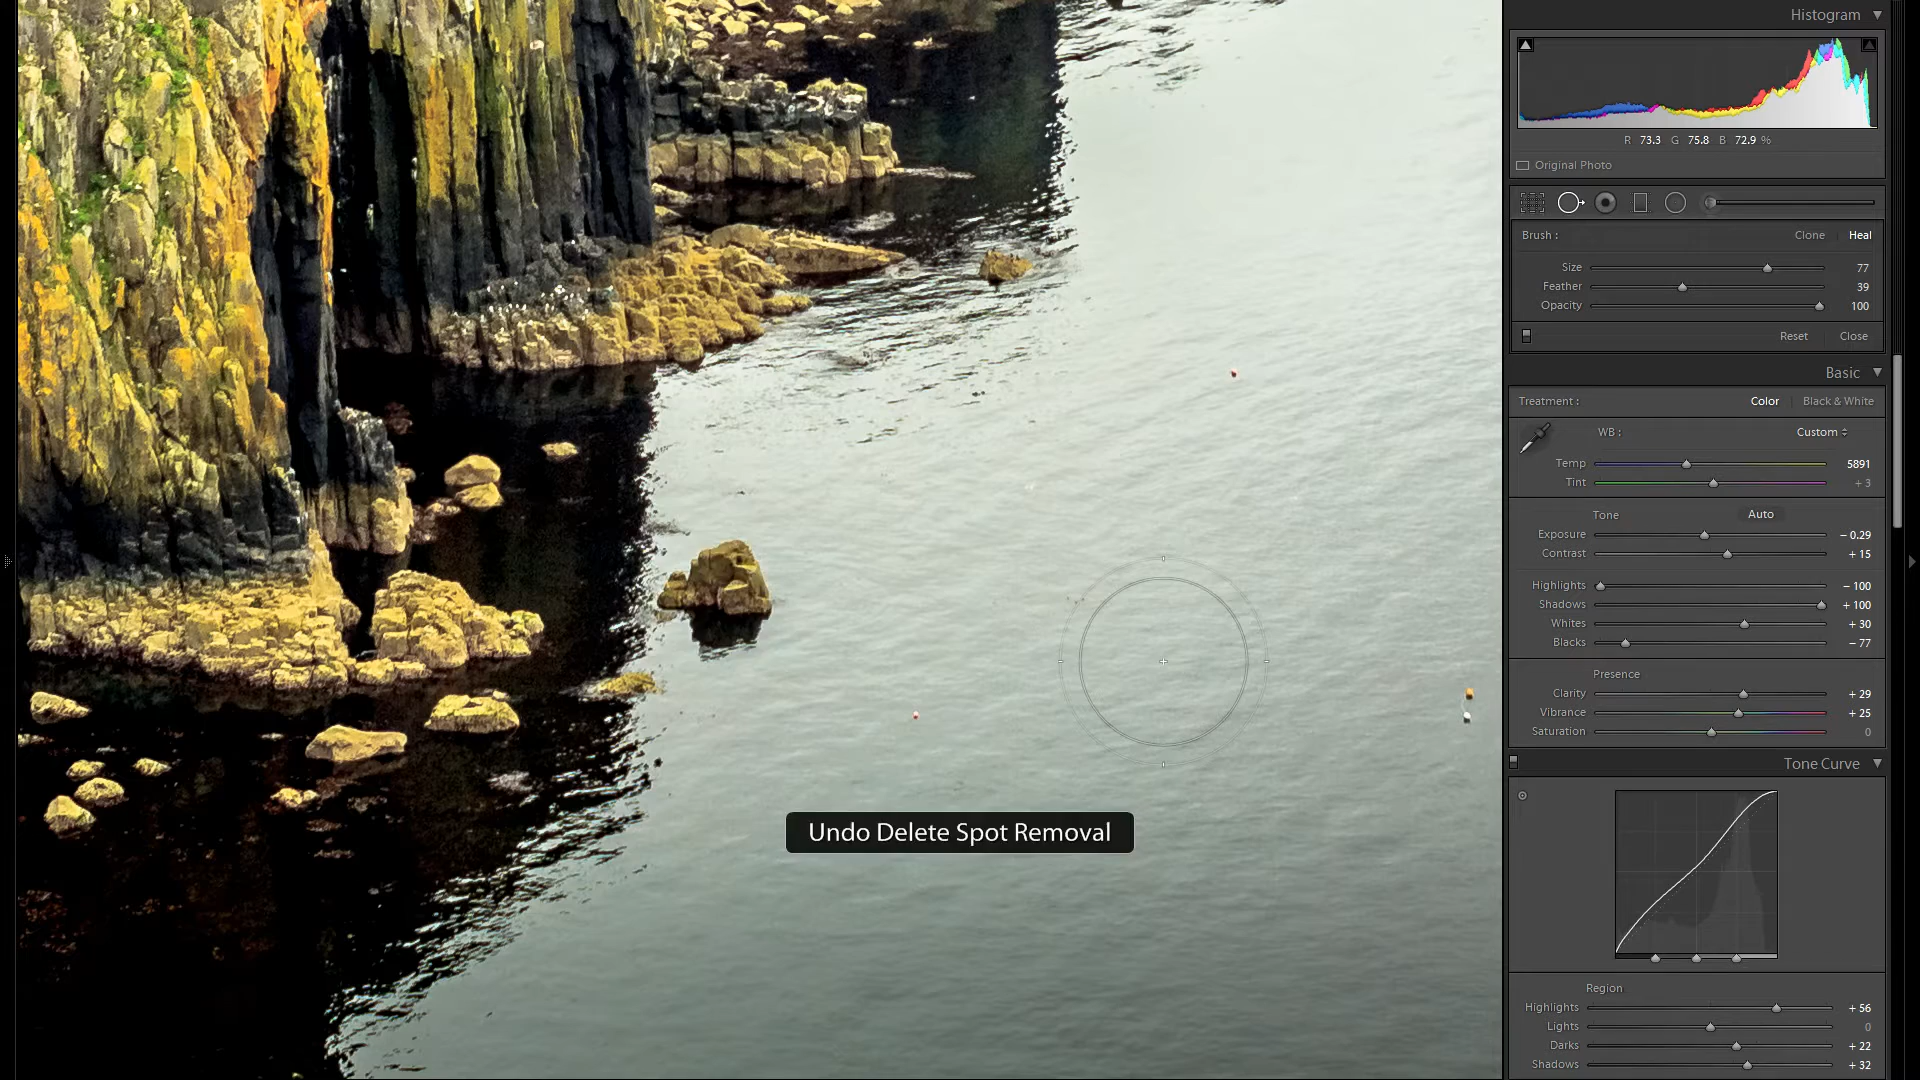 Histogram
R 73.3 G 75.8 B 72.9 %
Original Photo
Brush : Clone Heal
Size 77
Feather 39
Opacity 100
Reset Close
Basic
Treatment : Color Black & White
WB : Custom
Temp 5891
Tint + 3
Tone Auto
Exposure − 0.29
Contrast + 15
Highlights − 100
Shadows + 100
Whites + 30
Blacks − 77
Presence
Clarity + 29
Vibrance + 25
Saturation 0
Tone Curve
Undo Delete Spot Removal
Region
Highlights + 56
Lights 0
Darks + 22
Shadows + 32